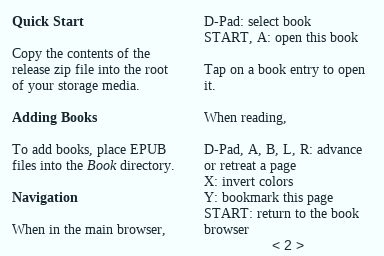 Quick Start
Copy the contents of the
release zip file into the root
of your storage media.
Adding Books
To add books, place EPUB
files into the Book directory.
Navigation
When in the main browser,
D-Pad: select book
START, A: open this book
Tap on a book entry to open
it.
When reading,
D-Pad, A, B, L, R: advance
or retreat a page
X: invert colors
Y: bookmark this page
START: return to the book
browser
< 2 >